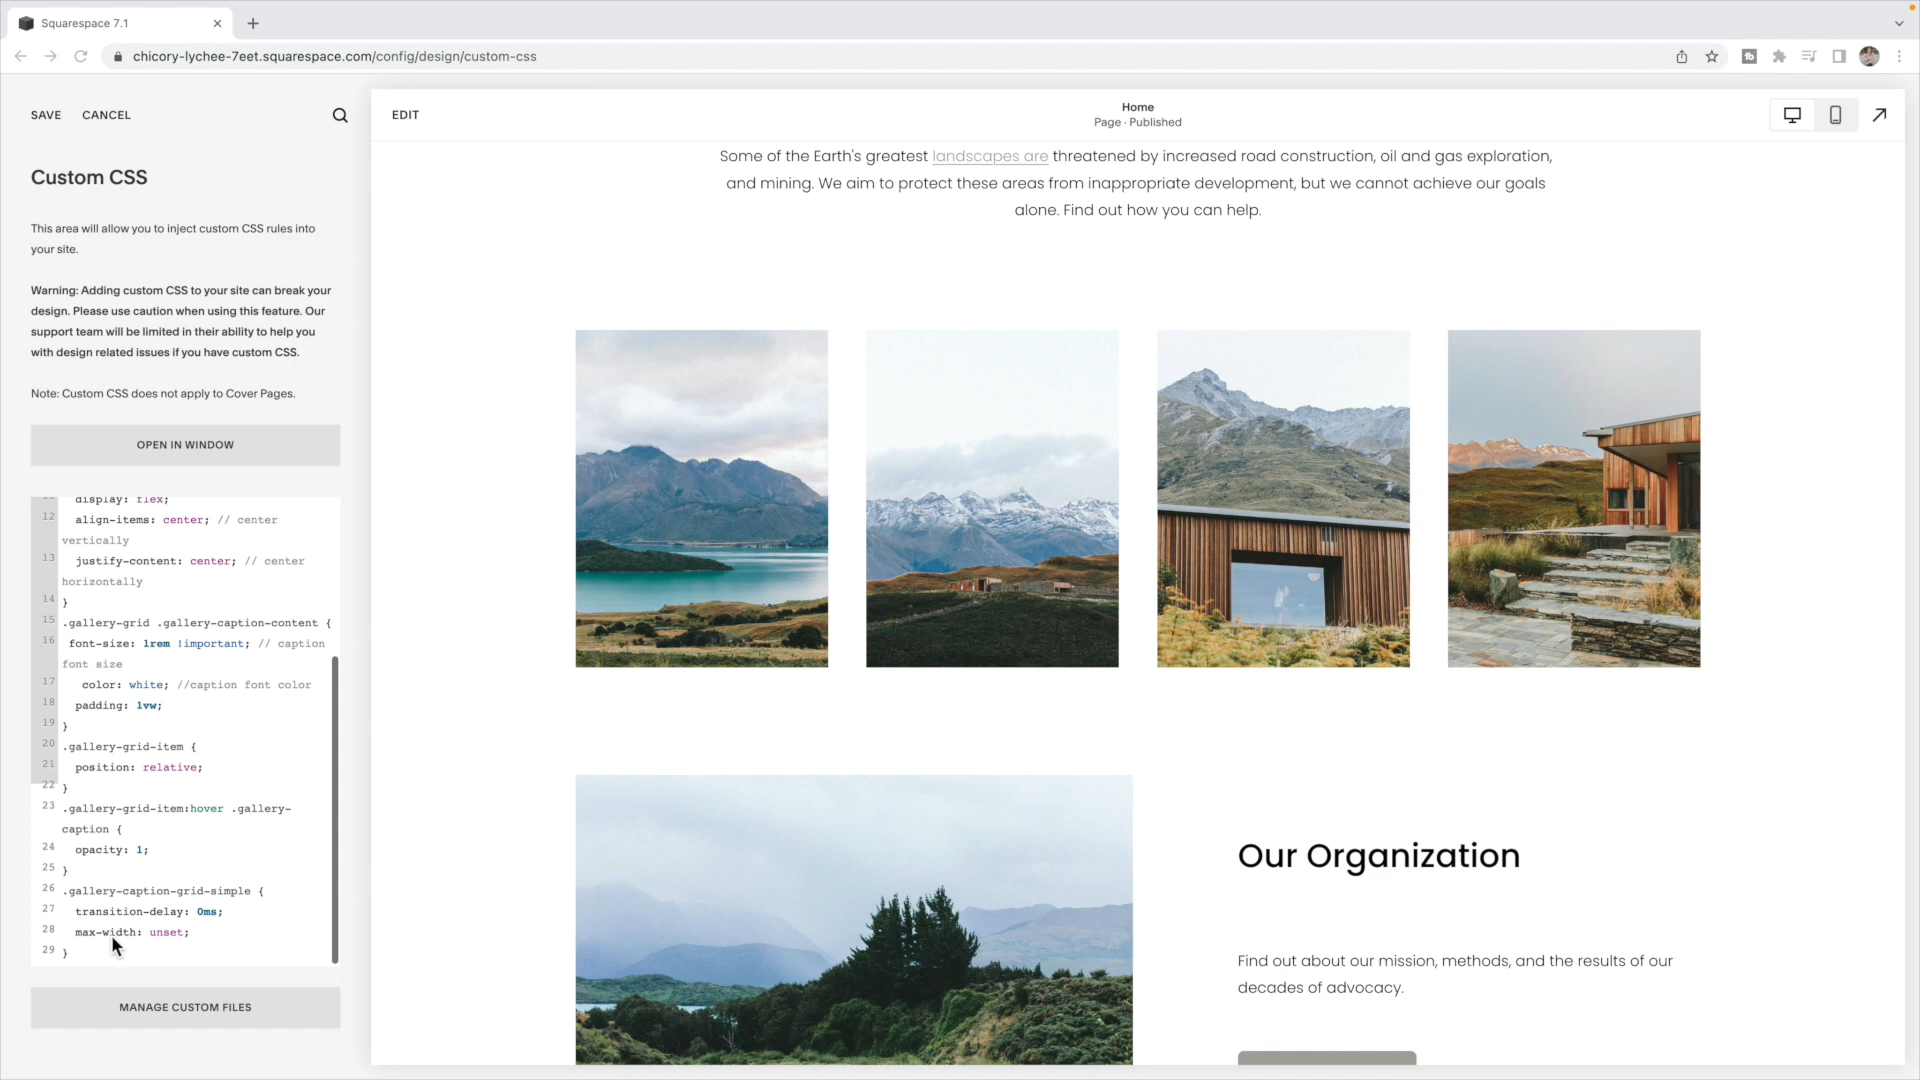 Squarespace 7.1
chicory-lychee-7eet.squarespace.com/config/design/custom-css
SAVE CANCEL
EDIT
Home
Page · Published
Custom CSS
This area will allow you to inject custom CSS rules into
your site.
Warning: Adding custom CSS to your site can break your
design. Please use caution when using this feature. Our
support team will be limited in their ability to help you
with design related issues if you have custom CSS.
Note: Custom CSS does not apply to Cover Pages.
OPEN IN WINDOW
display: flex;
12 align-items: center; // center
vertically
13 justify-content: center; // center
horizontally
14 }
15 .gallery-grid .gallery-caption-content {
16 font-size: 1rem !important; // caption
font size
17 color: white; //caption font color
18 padding: 1vw;
19 }
20 .gallery-grid-item {
21 position: relative;
22 }
23 .gallery-grid-item:hover .gallery-
caption {
24 opacity: 1;
25 }
26 .gallery-caption-grid-simple {
27 transition-delay: 0ms;
28 max-width: unset;
29 }
MANAGE CUSTOM FILES
Some of the Earth's greatest landscapes are threatened by increased road construction, oil and gas exploration,
and mining. We aim to protect these areas from inappropriate development, but we cannot achieve our goals
alone. Find out how you can help.
Our Organization
Find out about our mission, methods, and the results of our
decades of advocacy.